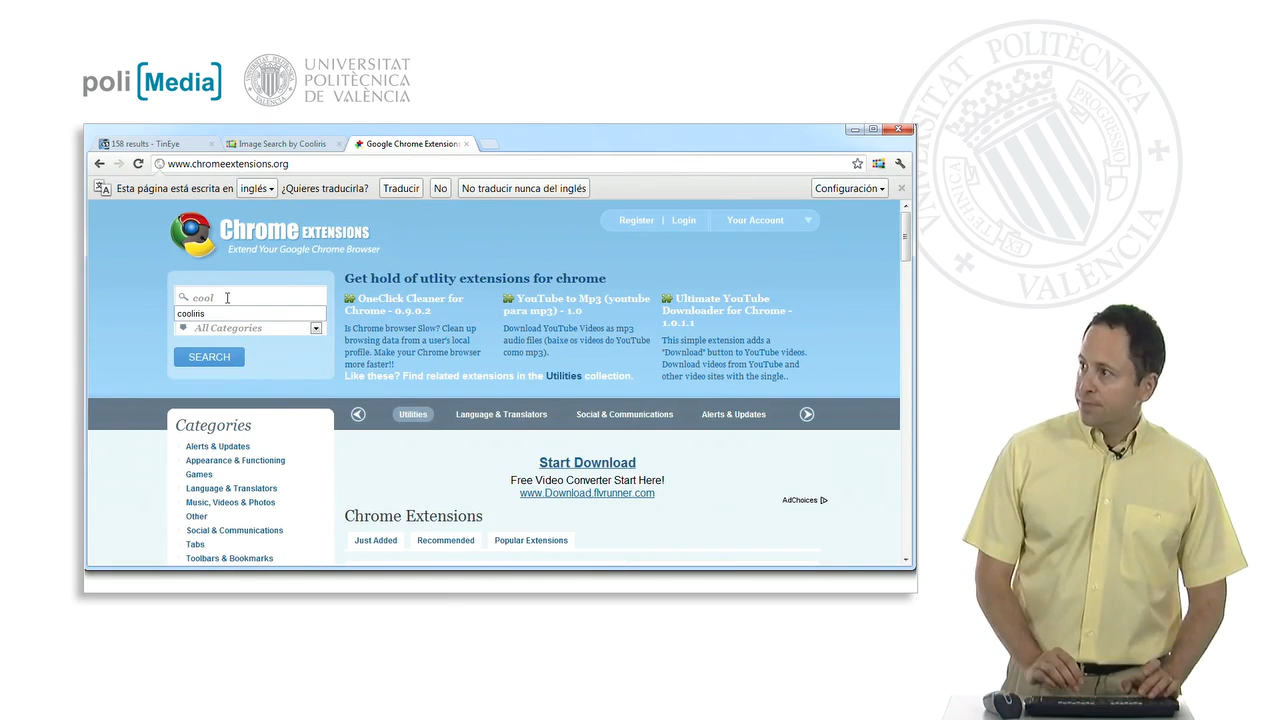 poli [Media]
UNIVERSITAT
POLITÈCNICA
DE VALÈNCIA
UNIVERSITAT POLITÈCNICA
VALÈNCIA
PROGRESSIO
158 results - TinEye
Image Search by Cooliris
Google Chrome Extension
www.chromeextensions.org
Esta página está escrita en inglés ¿Quieres traducirla? Traducir No No traducir nunca del inglés Configuración
Chrome EXTENSIONS
Extend Your Google Chrome Browser
Register | Login Your Account
cool
cooliris
All Categories
SEARCH
Get hold of utlity extensions for chrome
OneClick Cleaner for
Chrome - 0.9.0.2
Is Chrome browser Slow? Clean up
browsing data from a user's local
profile. Make your Chrome browser
more faster!!
YouTube to Mp3 (youtube
para mp3) - 1.0
Download YouTube Videos as mp3
audio files (baixe os videos do YouTube
como mp3).
Ultimate YouTube
Downloader for Chrome -
1.0.1.1
This simple extension adds a
"Download" button to YouTube videos.
Download videos from YouTube and
other video sites with the single..
Like these? Find related extensions in the Utilities collection.
Utilities Language & Translators Social & Communications Alerts & Updates
Categories
Alerts & Updates
Appearance & Functioning
Games
Language & Translators
Music, Videos & Photos
Other
Social & Communications
Tabs
Toolbars & Bookmarks
Start Download
Free Video Converter Start Here!
www.Download.flvrunner.com
AdChoices
Chrome Extensions
Just Added Recommended Popular Extensions